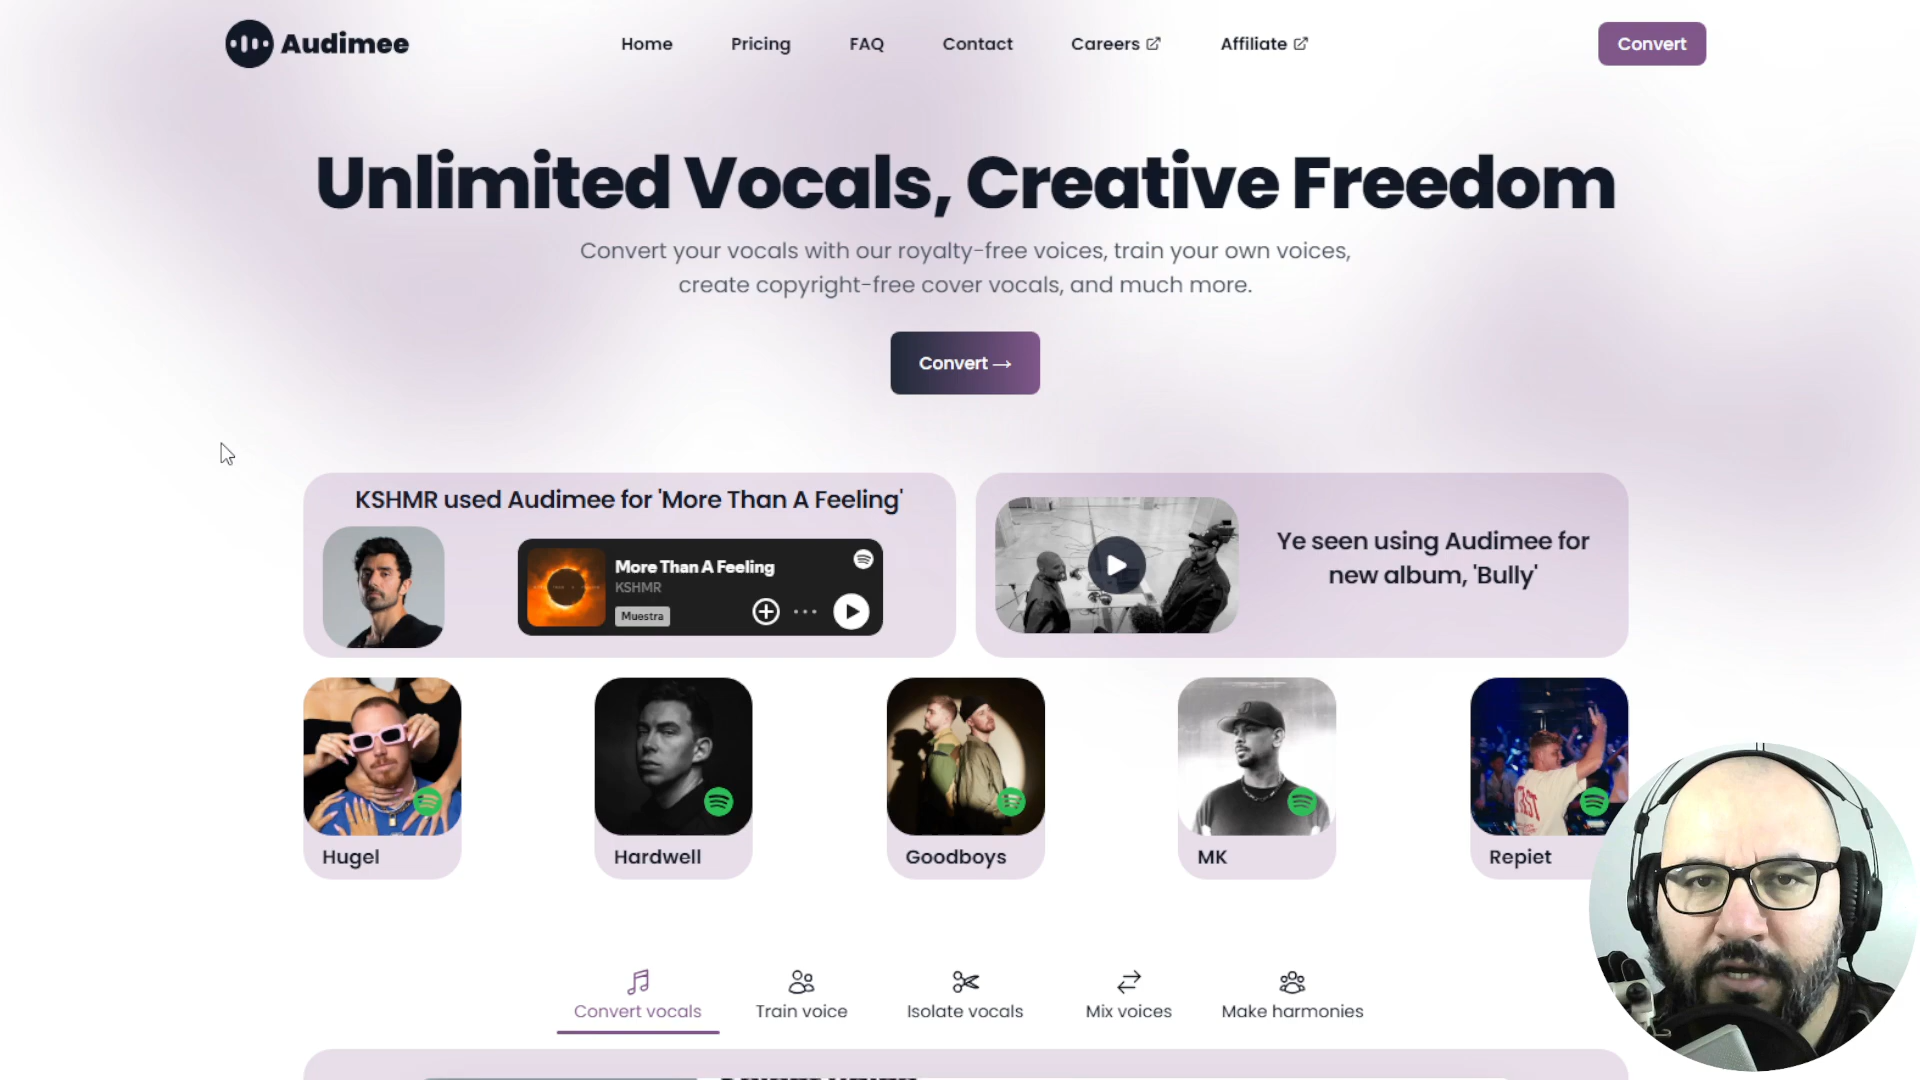 Audimee
Home
Pricing
FAQ
Contact
Careers
Affiliate
Convert
Unlimited Vocals, Creative Freedom
Convert your vocals with our royalty-free voices, train your own voices,
create copyright-free cover vocals, and much more.
Convert →
KSHMR used Audimee for 'More Than A Feeling'
More Than A Feeling
KSHMR
Muestra
Ye seen using Audimee for
new album, 'Bully'
Hugel
Hardwell
Goodboys
MK
Repiet
Convert vocals
Train voice
Isolate vocals
Mix voices
Make harmonies